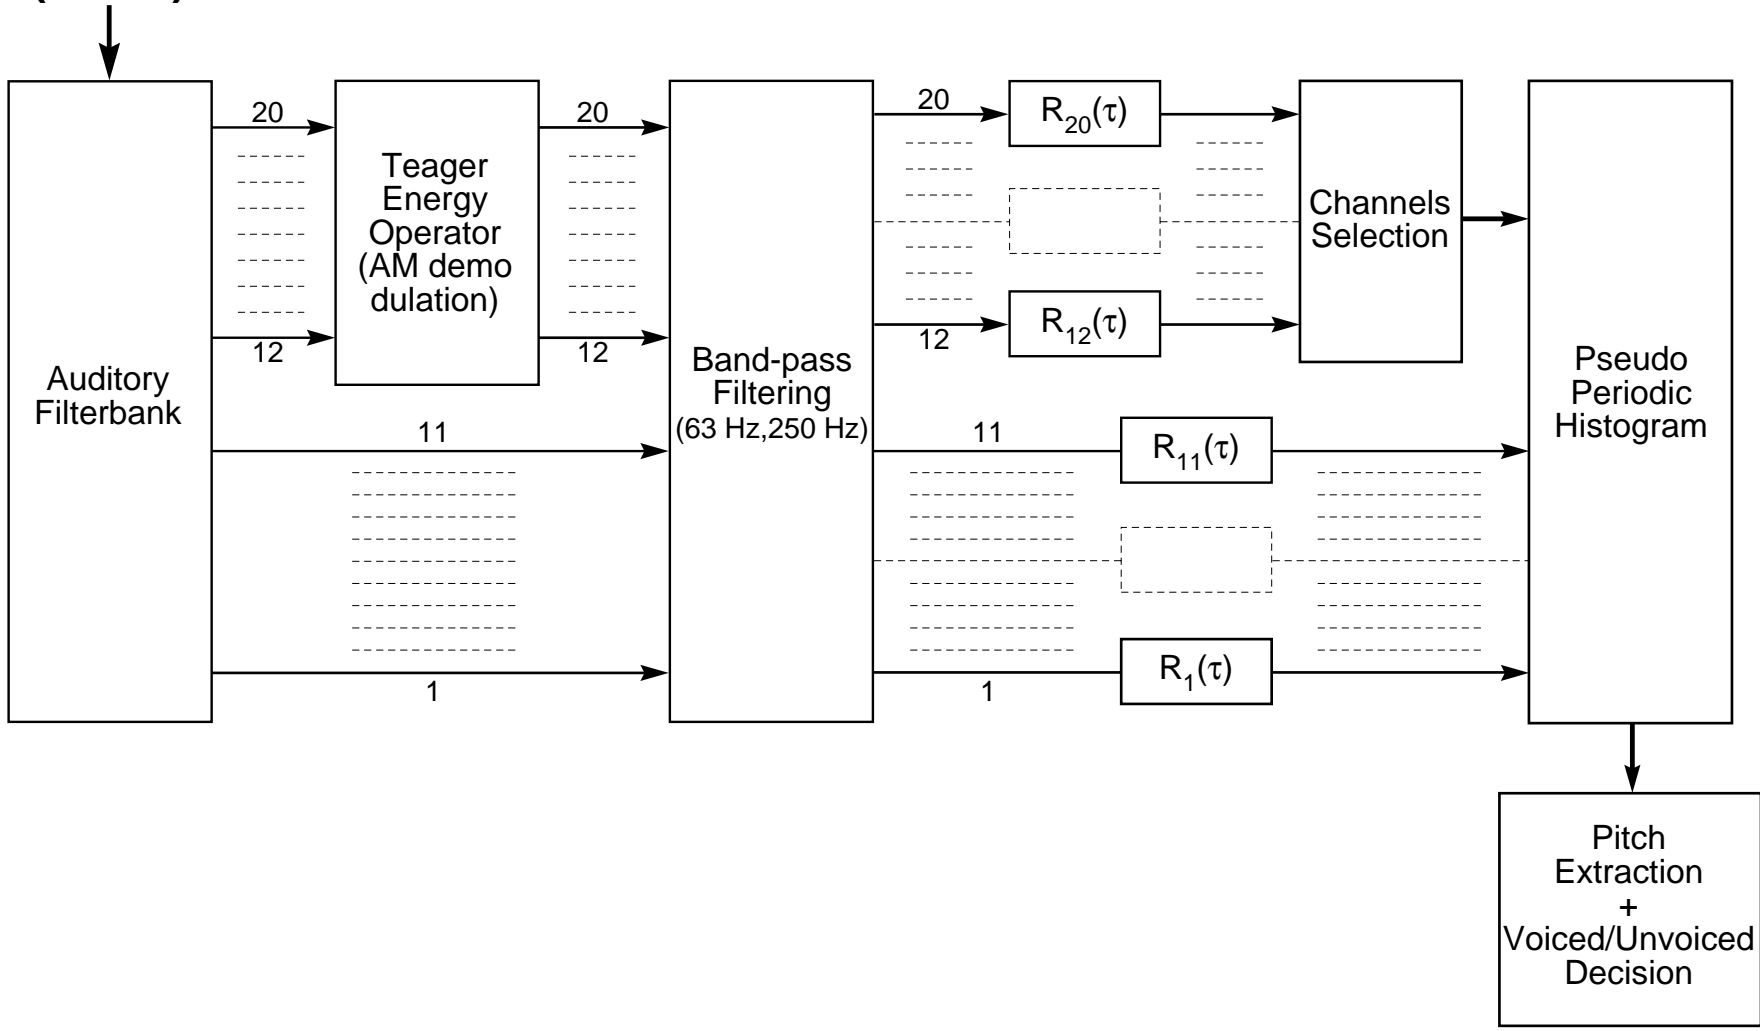 20
20
20
R20(τ)
Teager
Energy
Operator
(AM demo
dulation)
Channels
Selection
12
12
12
R12(τ)
Auditory
Filterbank
Band-pass
Filtering
(63 Hz,250 Hz)
Pseudo
Periodic
Histogram
11
11
R11(τ)
1
1
R1(τ)
Pitch
Extraction
+
Voiced/Unvoiced
Decision